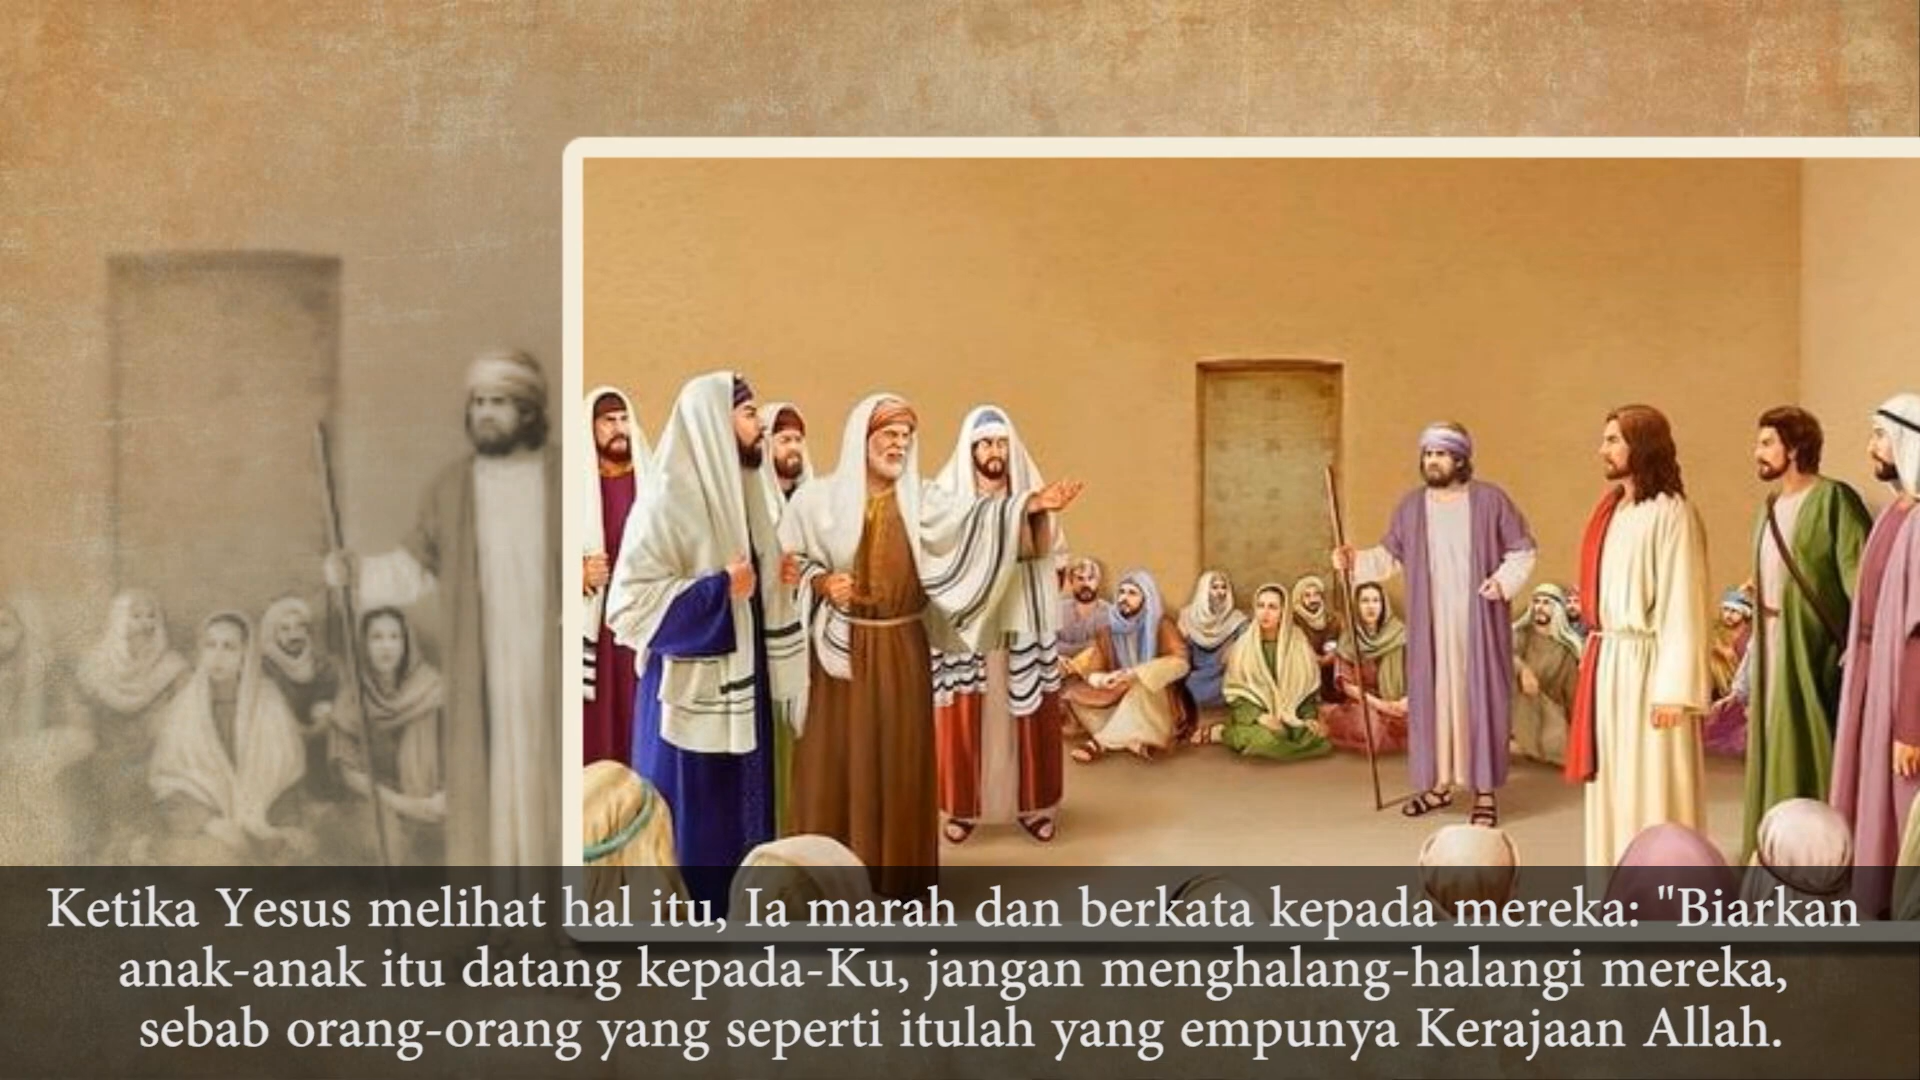 Ketika Yesus melihat hal itu, Ia marah dan berkata kepada mereka: "Biarkan
anak-anak itu datang kepada-Ku, jangan menghalang-halangi mereka,
sebab orang-orang yang seperti itulah yang empunya Kerajaan Allah.